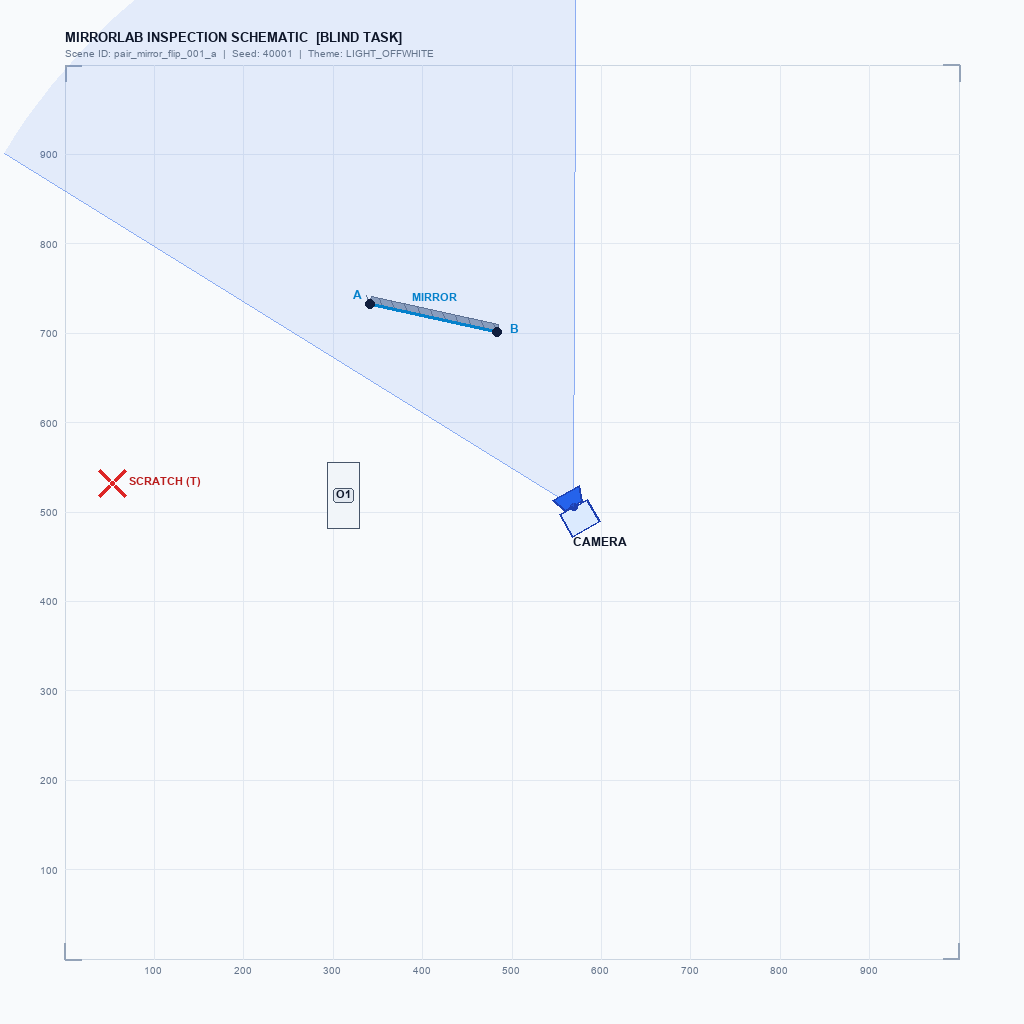 MIRRORLAB INSPECTION SCHEMATIC [BLIND TASK]
Scene ID: pair_mirror_flip_001_a | Seed: 40001 | Theme: LIGHT_OFFWHITE
900
800
A
MIRROR
B
700
600
SCRATCH (T)
O1
500
CAMERA
400
300
200
100
100 200 300 400 500 600 700 800 900